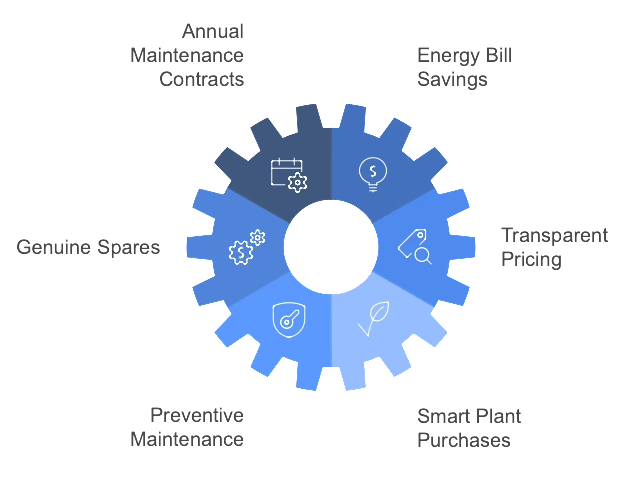 Annual
Maintenance
Contracts
Energy Bill
Savings
Genuine Spares
Transparent
Pricing
Preventive
Maintenance
Smart Plant
Purchases